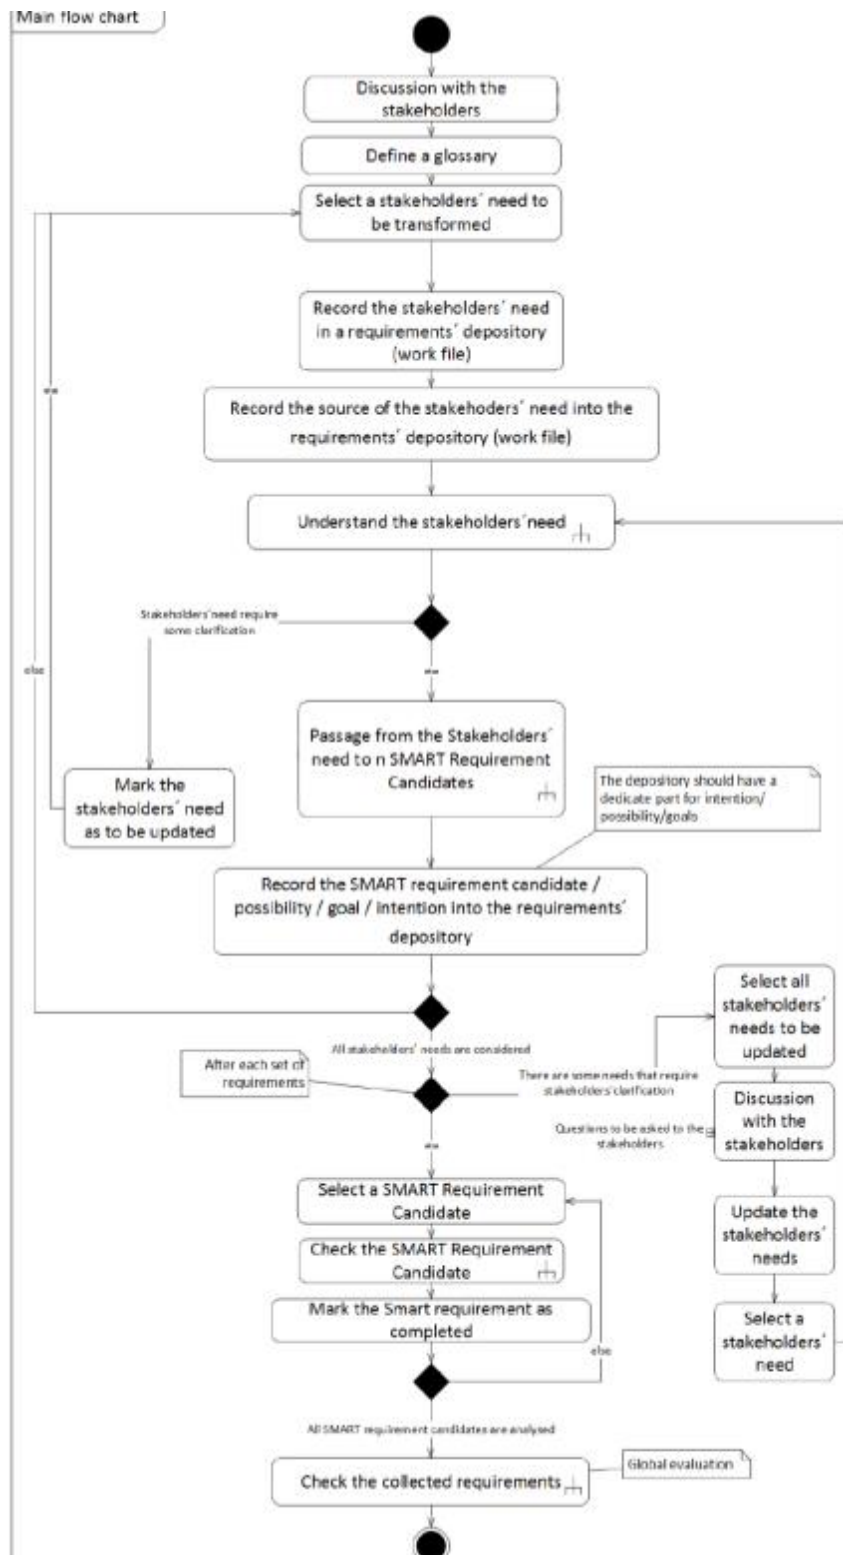 Main flow chart
Discussion with the
stakeholders
Define a glossary
Select a stakeholders´ need to
be transformed
Record the stakeholders´ need
in a requirements´ depository
(work file)
else
Record the source of the stakehoders´ need into the
requirements´ depository (work file)
Understand the stakeholders´need
Stakeholders´need require
some clarification
else
else
Passage from the Stakeholders´
need to n SMART Requirement
Candidates
Mark the
stakeholders´ need
as to be updated
The depository should have a
dedicate part for intention/
possibility/goals
Record the SMART requirement candidate /
possibility / goal / intention into the requirements´
depository
Select all
stakeholders´
needs to be
updated
All stakeholders´ needs are considered
After each set of
requirements
There are some needs that require
stakeholders´clarification
Discussion
with the
stakeholders
Questions to be asked to the
stakeholders
else
Select a SMART Requirement
Candidate
Update the
stakeholders´
needs
Check the SMART Requirement
Candidate
Mark the Smart requirement as
completed
Select a
stakeholders´
need
else
All SMART requirement candidates are analysed
Check the collected requirements
Global evaluation